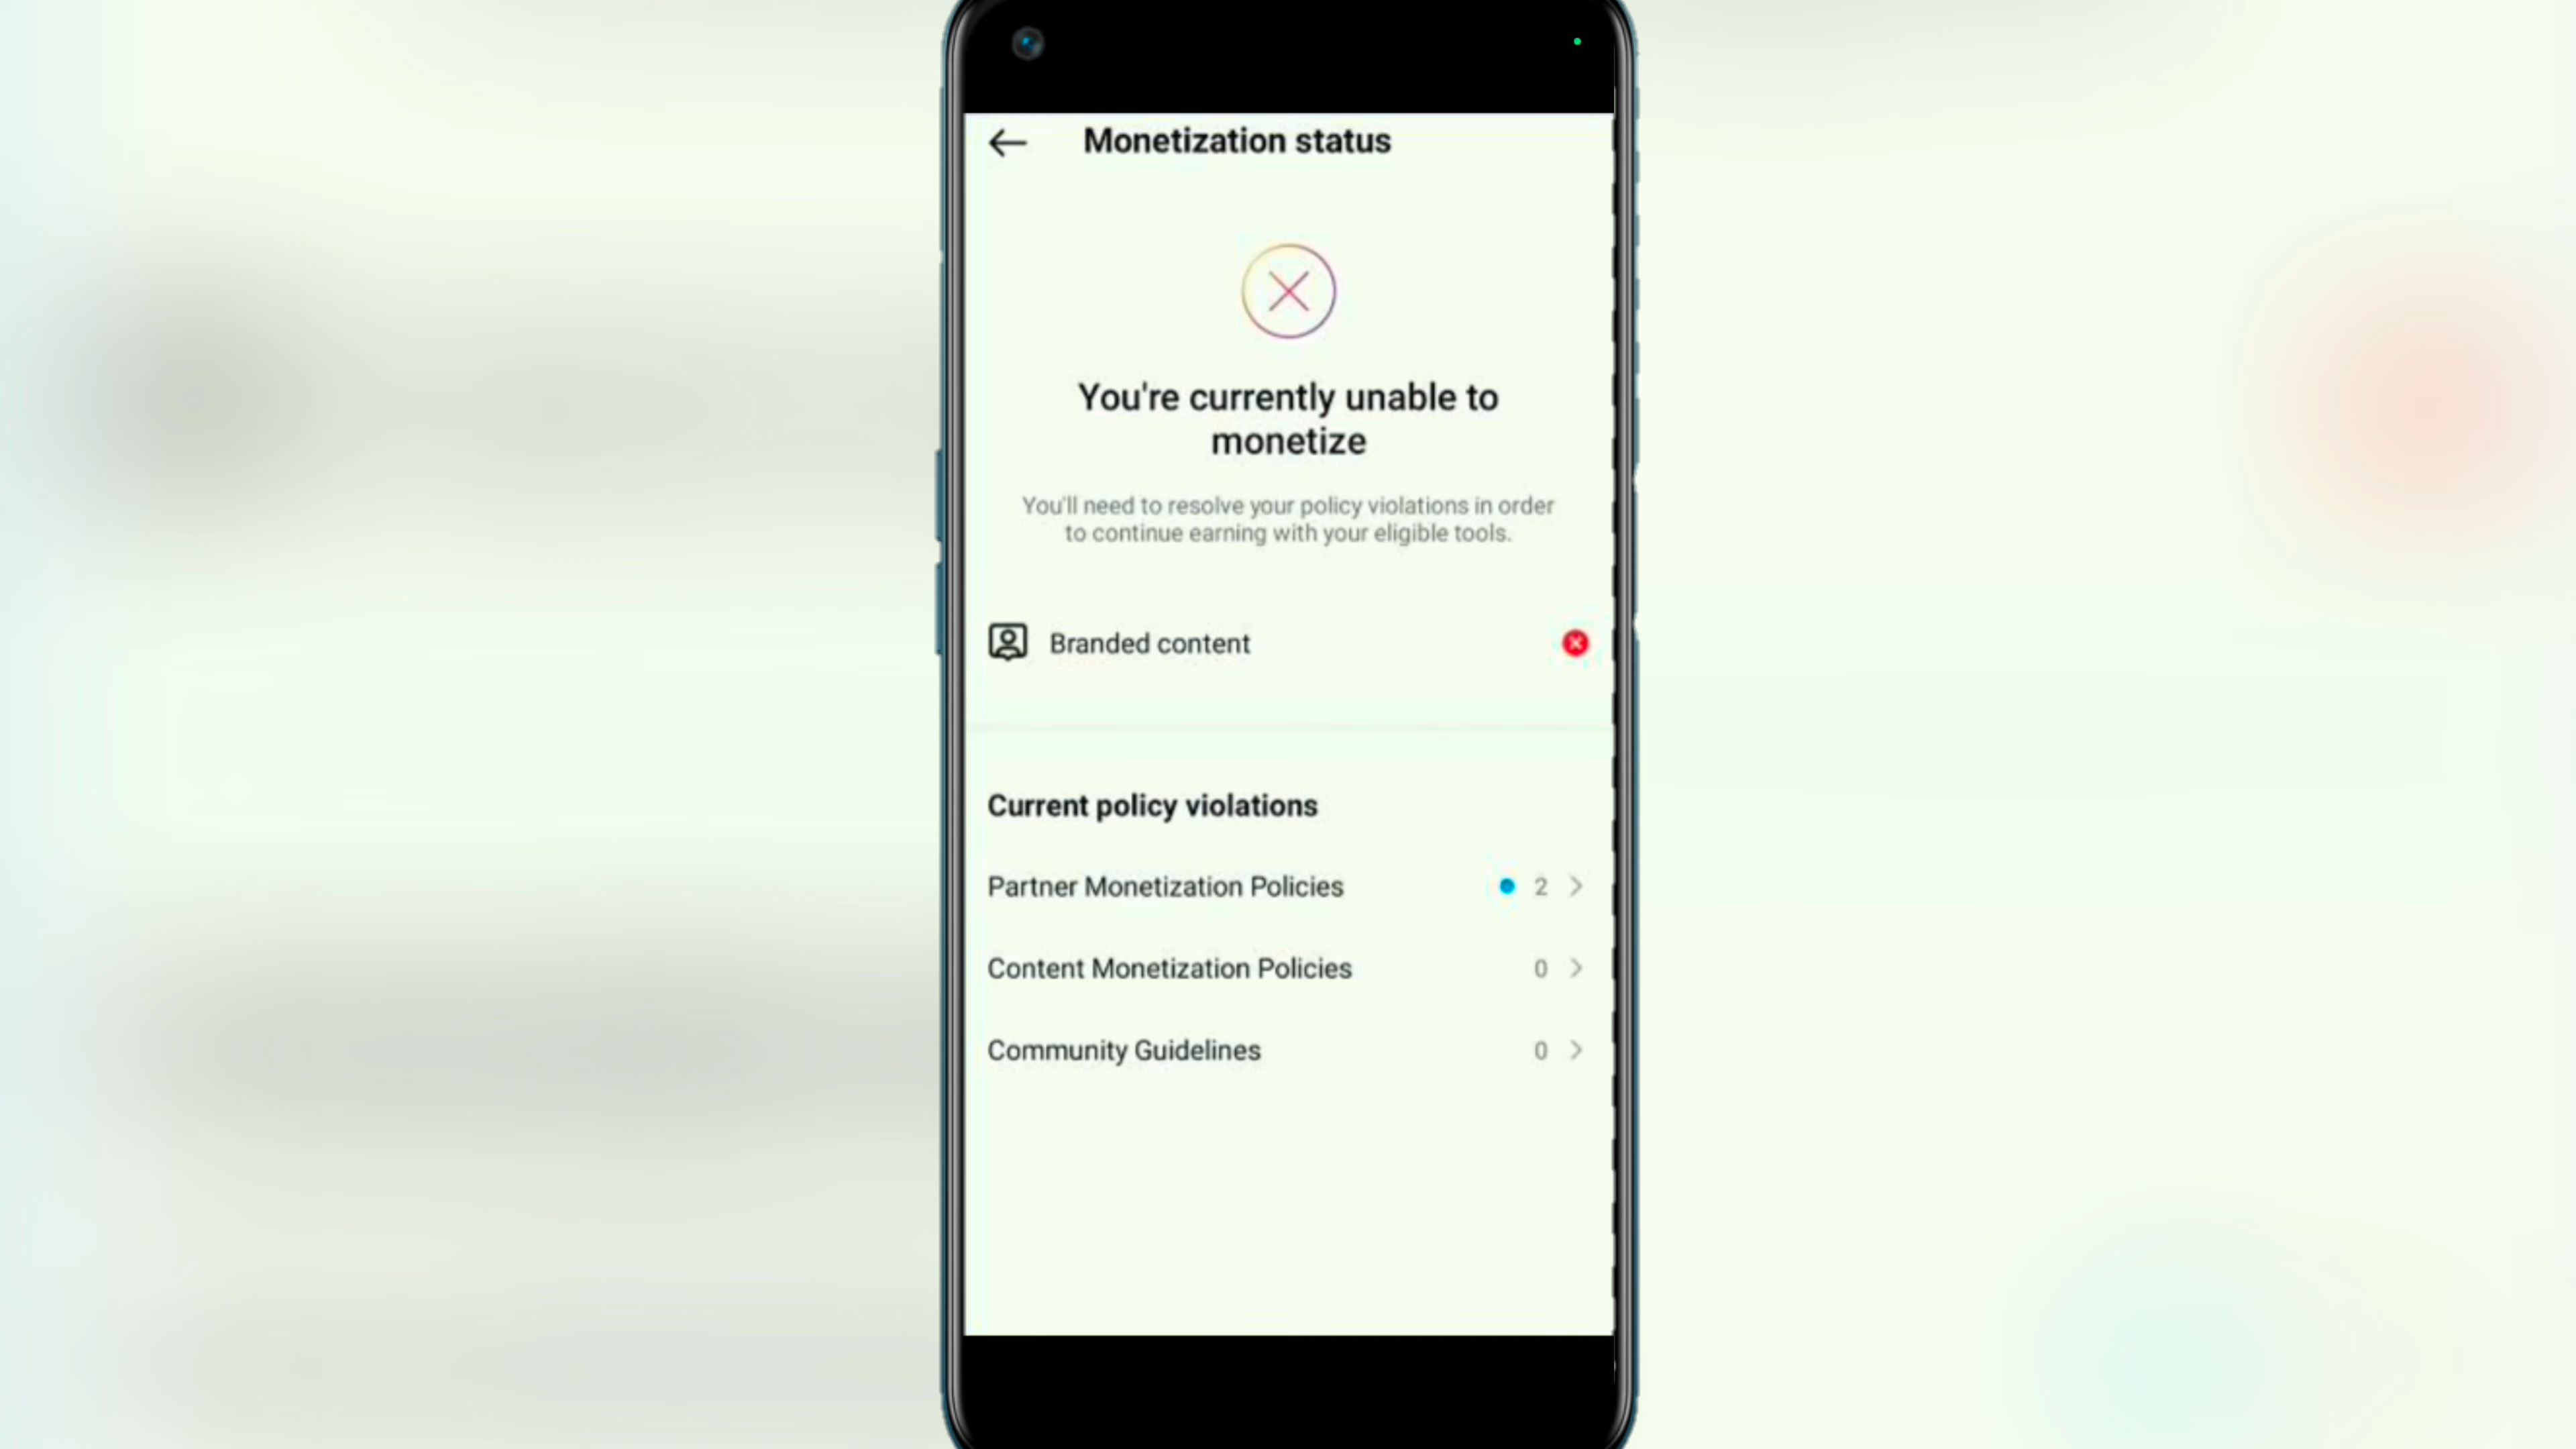 Monetization status
You're currently unable to
monetize
You'll need to resolve your policy violations in order
to continue earning with your eligible tools.
Branded content
Current policy violations
Partner Monetization Policies 2
Content Monetization Policies 0
Community Guidelines 0